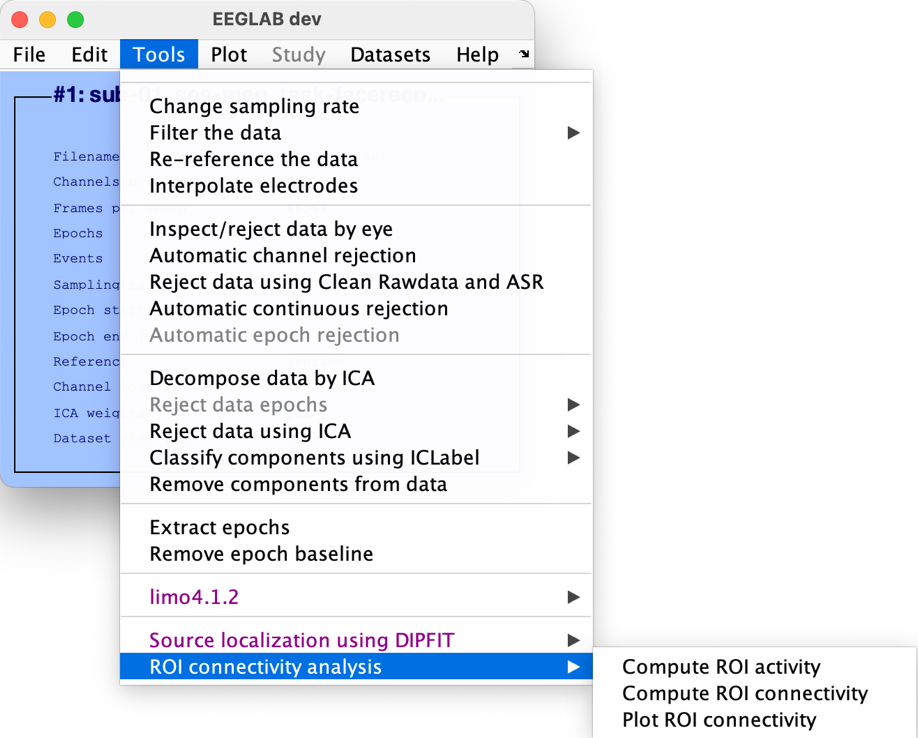 EEGLAB dev
File Edit Tools Plot Study Datasets Help
#1: sub-01_ses-meg_task-facereco...
Change sampling rate
Filter the data
Re-reference the data
Interpolate electrodes
Filename
Channels
Frames
Epochs
Events
Sampling
Epoch
Epoch
Channel
ICA
Dataset
Inspect/reject data by eye
Automatic channel rejection
Reject data using Clean Rawdata and ASR
Automatic continuous rejection
Automatic epoch rejection
Decompose data by ICA
Reject data epochs
Reject data using ICA
Classify components using ICLabel
Remove components from data
Extract epochs
Remove epoch baseline
limo4.1.2
Source localization using DIPFIT
ROI connectivity analysis
Compute ROI activity
Compute ROI connectivity
Plot ROI connectivity